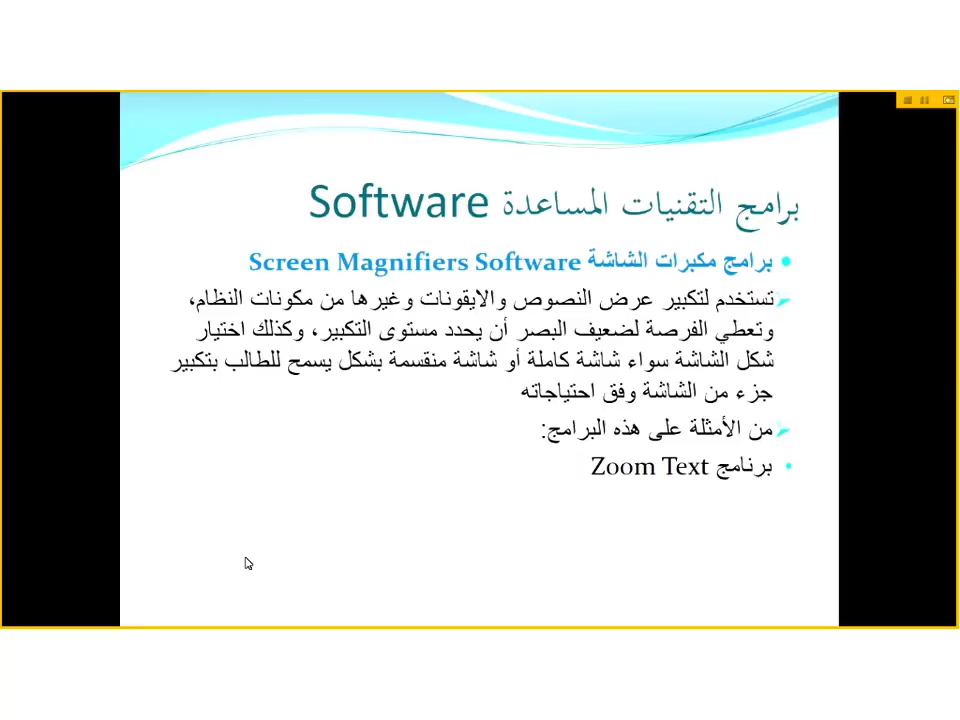 برامج التقنيات المساعدة Software
برامج مكبرات الشاشة Screen Magnifiers Software
تستخدم لتكبير عرض النصوص والايقونات وغيرها من مكونات النظام،
وتعطي الفرصة لضعيف البصر أن يحدد مستوى التكبير، وكذلك اختيار
شكل الشاشة سواء شاشة كاملة أو شاشة منقسمة بشكل يسمح للطالب بتكبير
جزء من الشاشة وفق احتياجاته
من الأمثلة على هذه البرامج:
برنامج Zoom Text